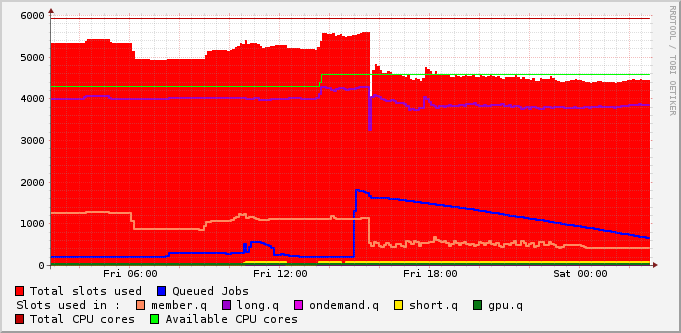 6000
5000
4000
3000
2000
1000
0
Fri 06:00 Fri 12:00 Fri 18:00 Sat 00:00
Total slots used Queued Jobs
Slots used in : member.q long.q ondemand.q short.q gpu.q
Total CPU cores Available CPU cores
RRDTOOL / TOBI OETIKER